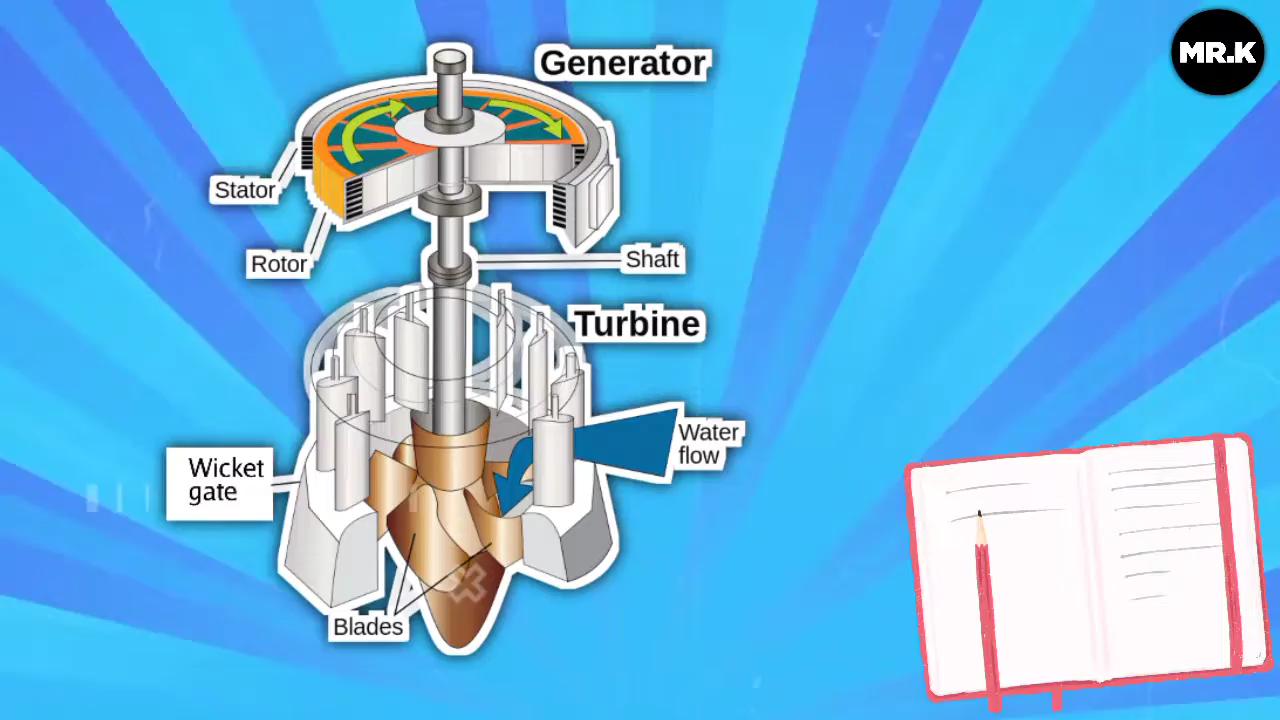 MR.K
Generator
Stator
Rotor
Shaft
Turbine
Water
flow
Wicket
gate
Blades